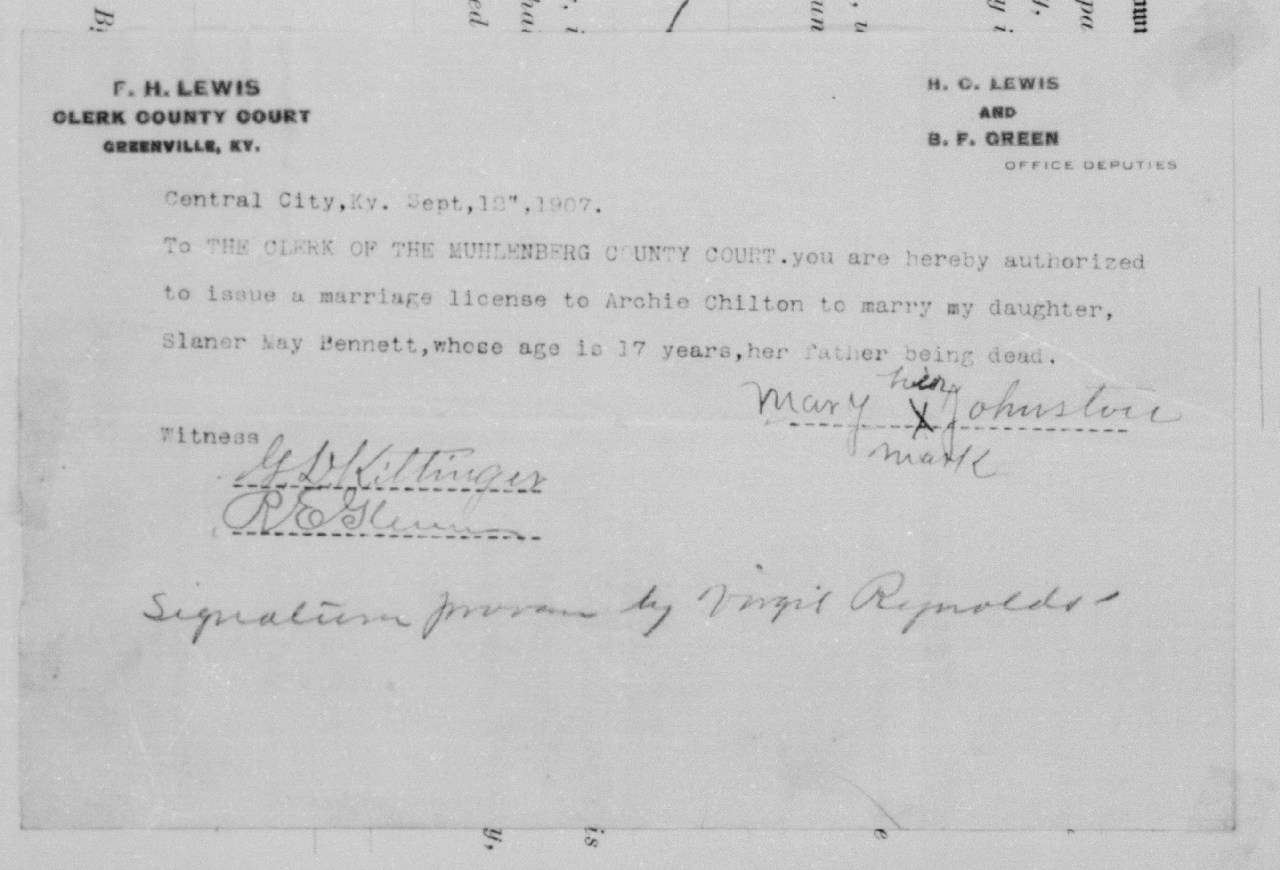 F. H. LEWIS
CLERK COUNTY COURT
GREENVILLE, KY.
H. C. LEWIS
AND
B. F. GREEN
OFFICE DEPUTIES
Central City,Ky. Sept,12",1907.
To THE CLERK OF THE MUHLENBERG COUNTY COURT.you are hereby authorized
to issue a marriage license to Archie Chilton to marry my daughter,
Slaner May Bennett,whose age is 17 years,her father being dead.
her
Mary X Johnston
mark
Witness
G D Kittinger
R E Glenn
Signature proven by Virgil Reynolds